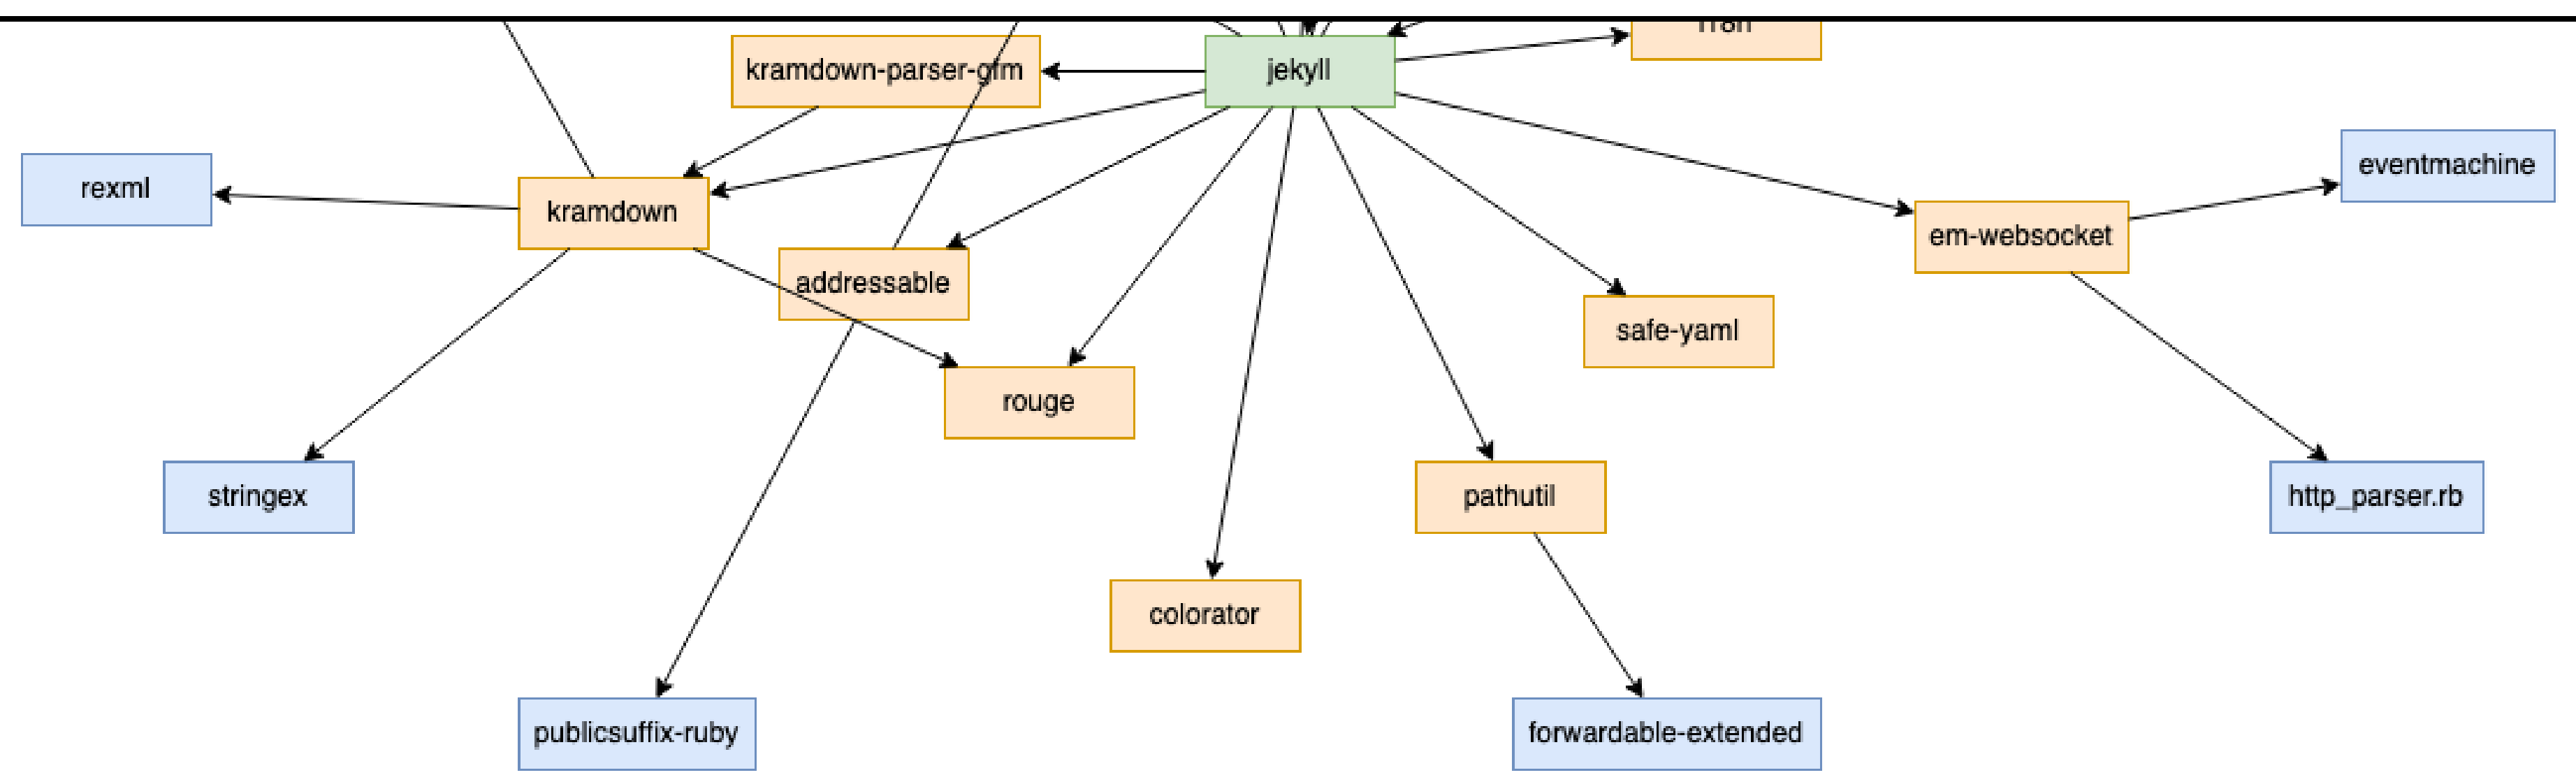 kramdown-parser-gfm
jekyll
rexml
kramdown
eventmachine
em-websocket
addressable
safe-yaml
rouge
stringex
pathutil
http_parser.rb
colorator
publicsuffix-ruby
forwardable-extended